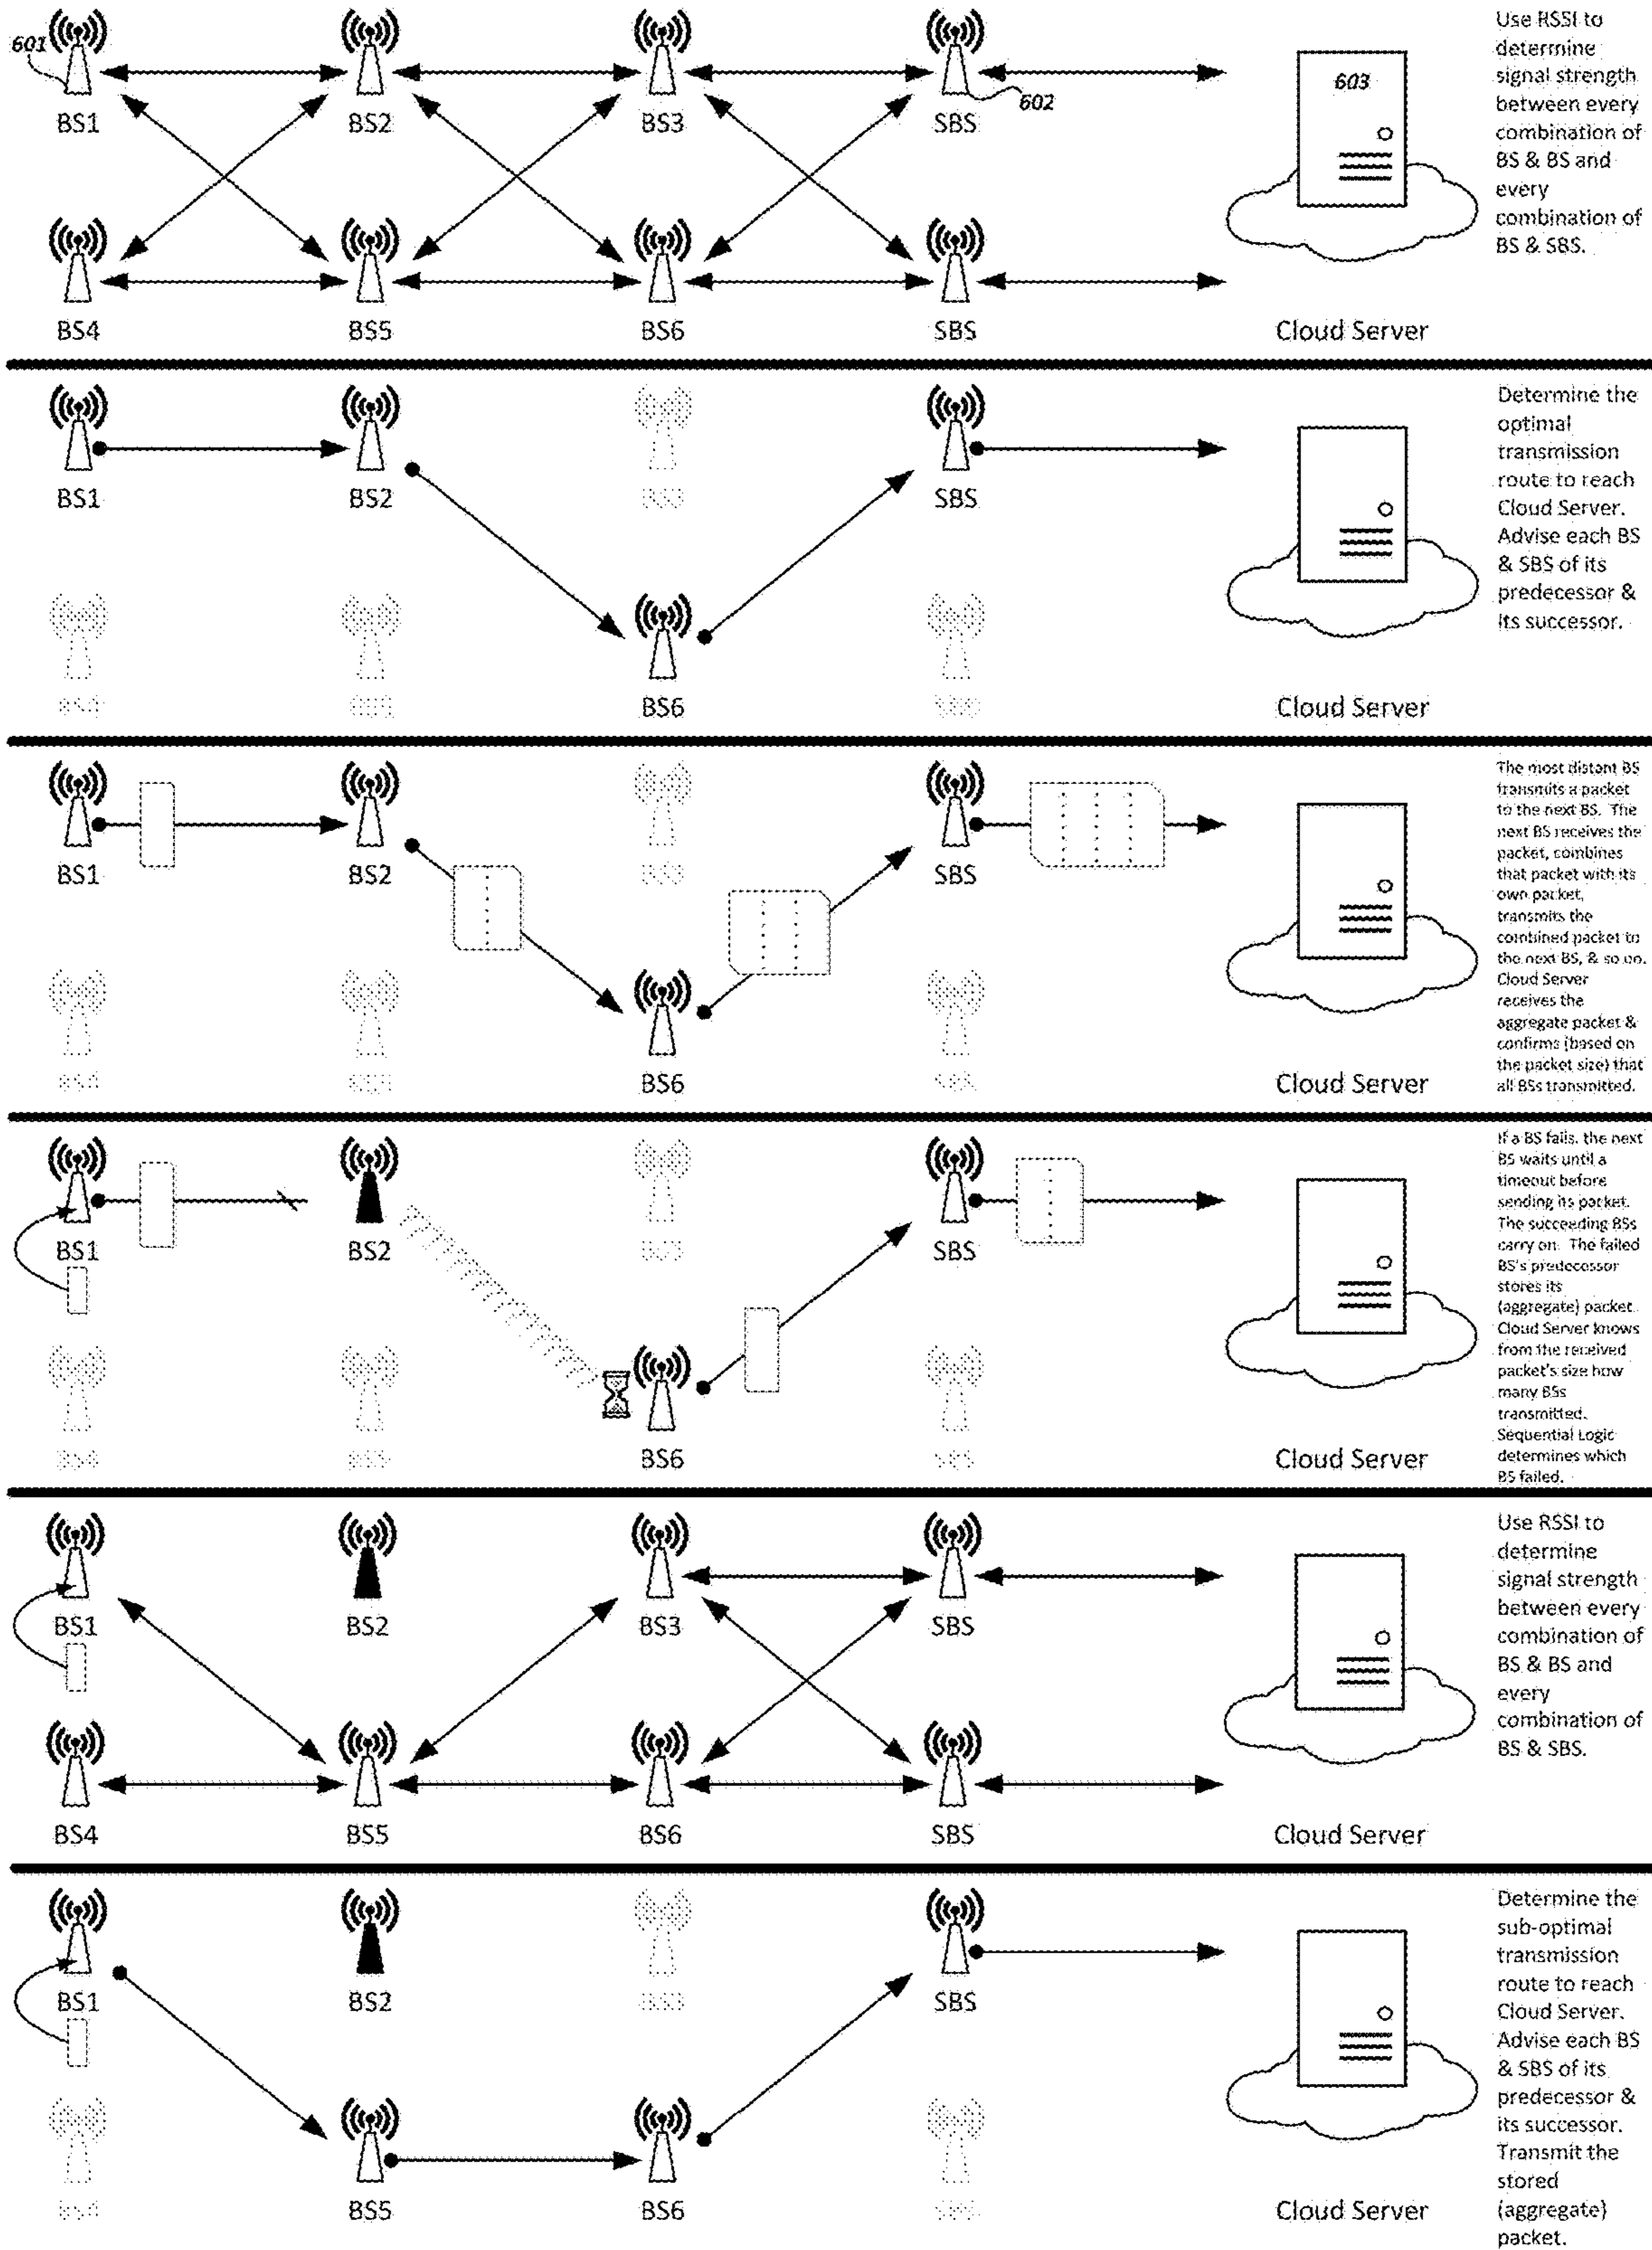 601
602
603
BS1
BS2
BS3
SBS
BS4
BS5
BS6
SBS
Cloud Server
Use RSSI to
determine
signal strength
between every
combination of
BS & BS and
every
combination of
BS & SBS.
BS1
BS2
SBS
BS6
Cloud Server
Determine the
optimal
transmission
route to reach
Cloud Server.
Advise each BS
& SBS of its
predecessor &
its successor.
BS1
BS2
SBS
BS6
Cloud Server
The most distant BS
transmits a packet
to the next BS. The
next BS receives the
packet, combines
that packet with its
own packet,
transmits the
combined packet to
the next BS, & so on.
Cloud Server
receives the
aggregate packet &
confirms (based on
the packet size) that
all BSs transmitted.
BS1
BS2
SBS
BS6
Cloud Server
If a BS fails, the next
BS waits until a
timeout before
sending its packet.
The succeeding BSs
carry on. The failed
BS's predecessor
stores its
(aggregate) packet.
Cloud Server knows
from the received
packet's size how
many BSs
transmitted.
Sequential Logic
determines which
BS failed.
BS1
BS2
BS3
SBS
BS4
BS5
BS6
SBS
Cloud Server
Use RSSI to
determine
signal strength
between every
combination of
BS & BS and
every
combination of
BS & SBS.
BS1
BS2
SBS
BS5
BS6
Cloud Server
Determine the
sub-optimal
transmission
route to reach
Cloud Server.
Advise each BS
& SBS of its
predecessor &
its successor.
Transmit the
stored
(aggregate)
packet.